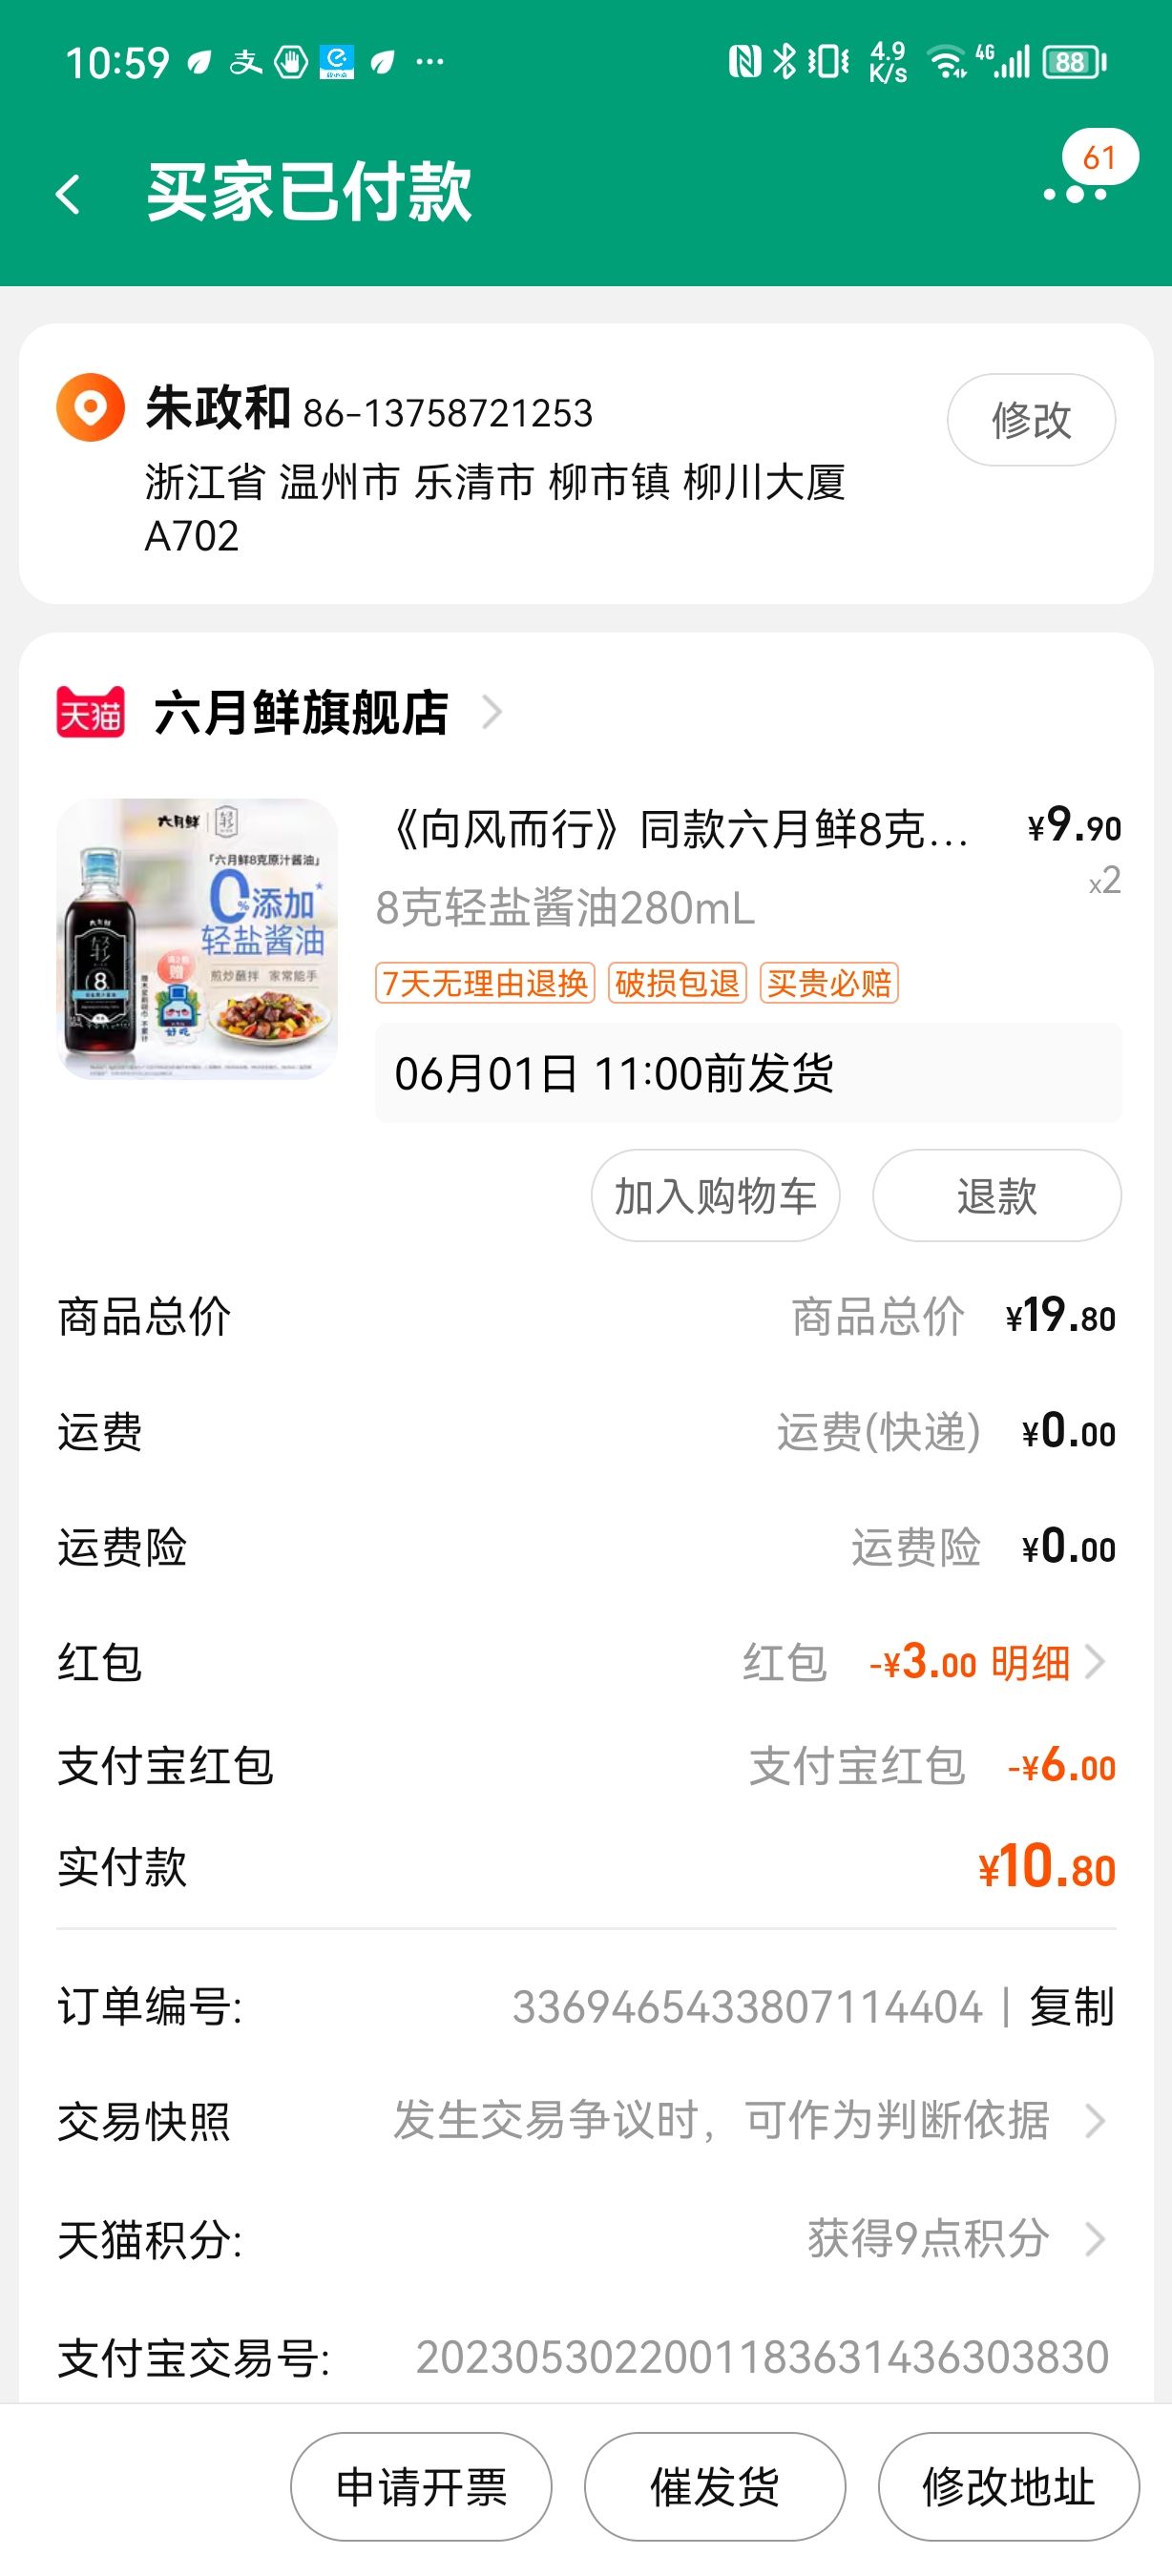 10:59 支 ... 4.9 K/s 4G 88
买家已付款
61
朱政和 86-13758721253
修改
浙江省 温州市 乐清市 柳市镇 柳川大厦
A702
天猫 六月鲜旗舰店
六月鲜 轻
「六月鲜8克原汁酱油」
0%添加*
轻盐酱油
煎炒蘸拌 家常能手
轻
8
好吃
《向风而行》同款六月鲜8克... ¥9.90
8克轻盐酱油280mL x2
7天无理由退换 破损包退 买贵必赔
06月01日 11:00前发货
加入购物车 退款
商品总价 商品总价 ¥19.80
运费 运费(快递) ¥0.00
运费险 运费险 ¥0.00
红包 红包 -¥3.00 明细
支付宝红包 支付宝红包 -¥6.00
实付款 ¥10.80
订单编号: 3369465433807114404 | 复制
交易快照 发生交易争议时，可作为判断依据
天猫积分: 获得9点积分
支付宝交易号: 2023053022001183631436303830
申请开票 催发货 修改地址